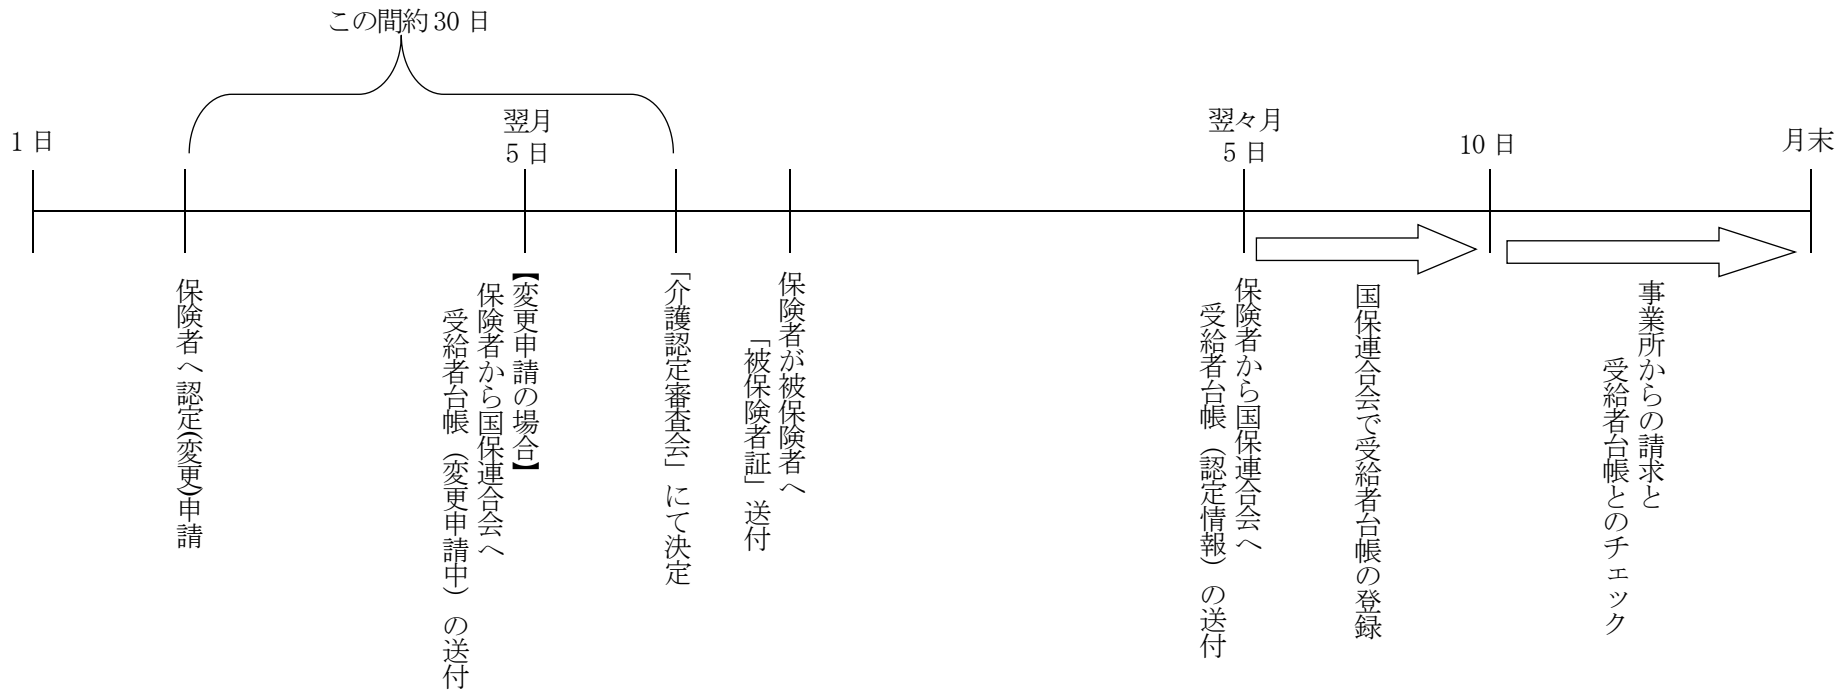 この間約30日
1日
翌月
5日
翌々月
5日
10日
月末
保険者へ認定(変更)申請
【変更申請の場合】
保険者から国保連合会へ
受給者台帳（変更申請中）の送付
「介護認定審査会」にて決定
保険者が被保険者へ
「被保険者証」送付
保険者から国保連合会へ
受給者台帳（認定情報）の送付
国保連合会で受給者台帳の登録
事業所からの請求と
受給者台帳とのチェック